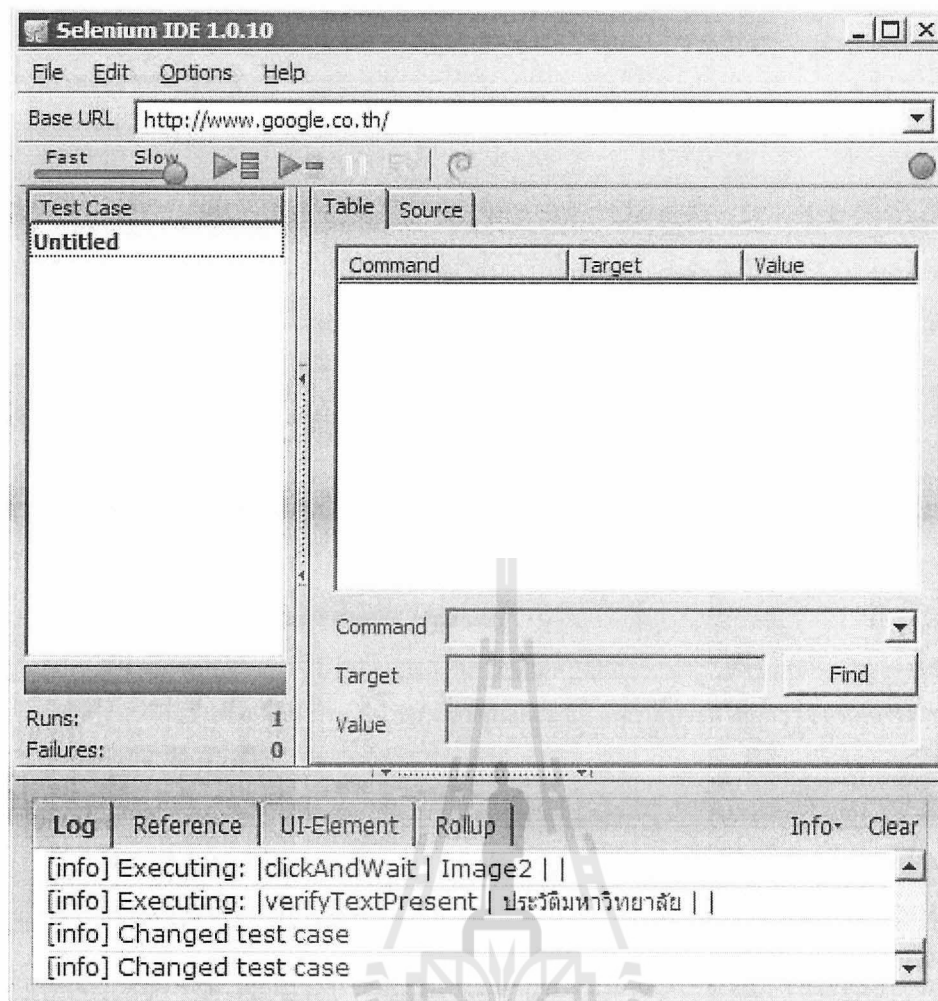 Selenium IDE 1.0.10
File Edit Options Help
Base URL http://www.google.co.th/
Fast Slow
Test Case
Untitled
Runs: 1
Failures: 0
Table Source
Command Target Value
Command
Target Find
Value
Log Reference UI-Element Rollup Info Clear
[info] Executing: |clickAndWait | Image2 | |
[info] Executing: |verifyTextPresent | ประวัติมหาวิทยาลัย | |
[info] Changed test case
[info] Changed test case